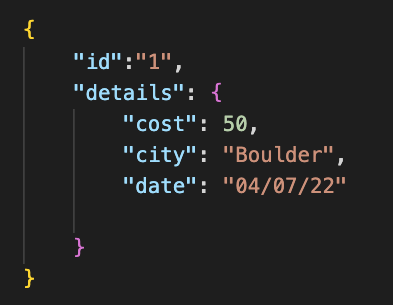 {
"id":"1",
"details": {
"cost": 50,
"city": "Boulder",
"date": "04/07/22"
}
}